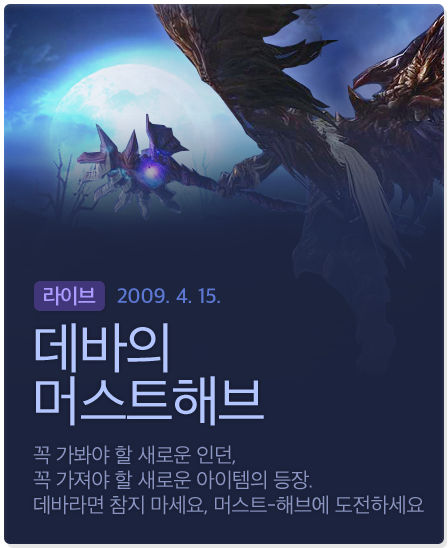 라이브 2009. 4. 15.
데바의
머스트해브
꼭 가봐야 할 새로운 인던,
꼭 가져야 할 새로운 아이템의 등장.
데바라면 참지 마세요, 머스트-해브에 도전하세요